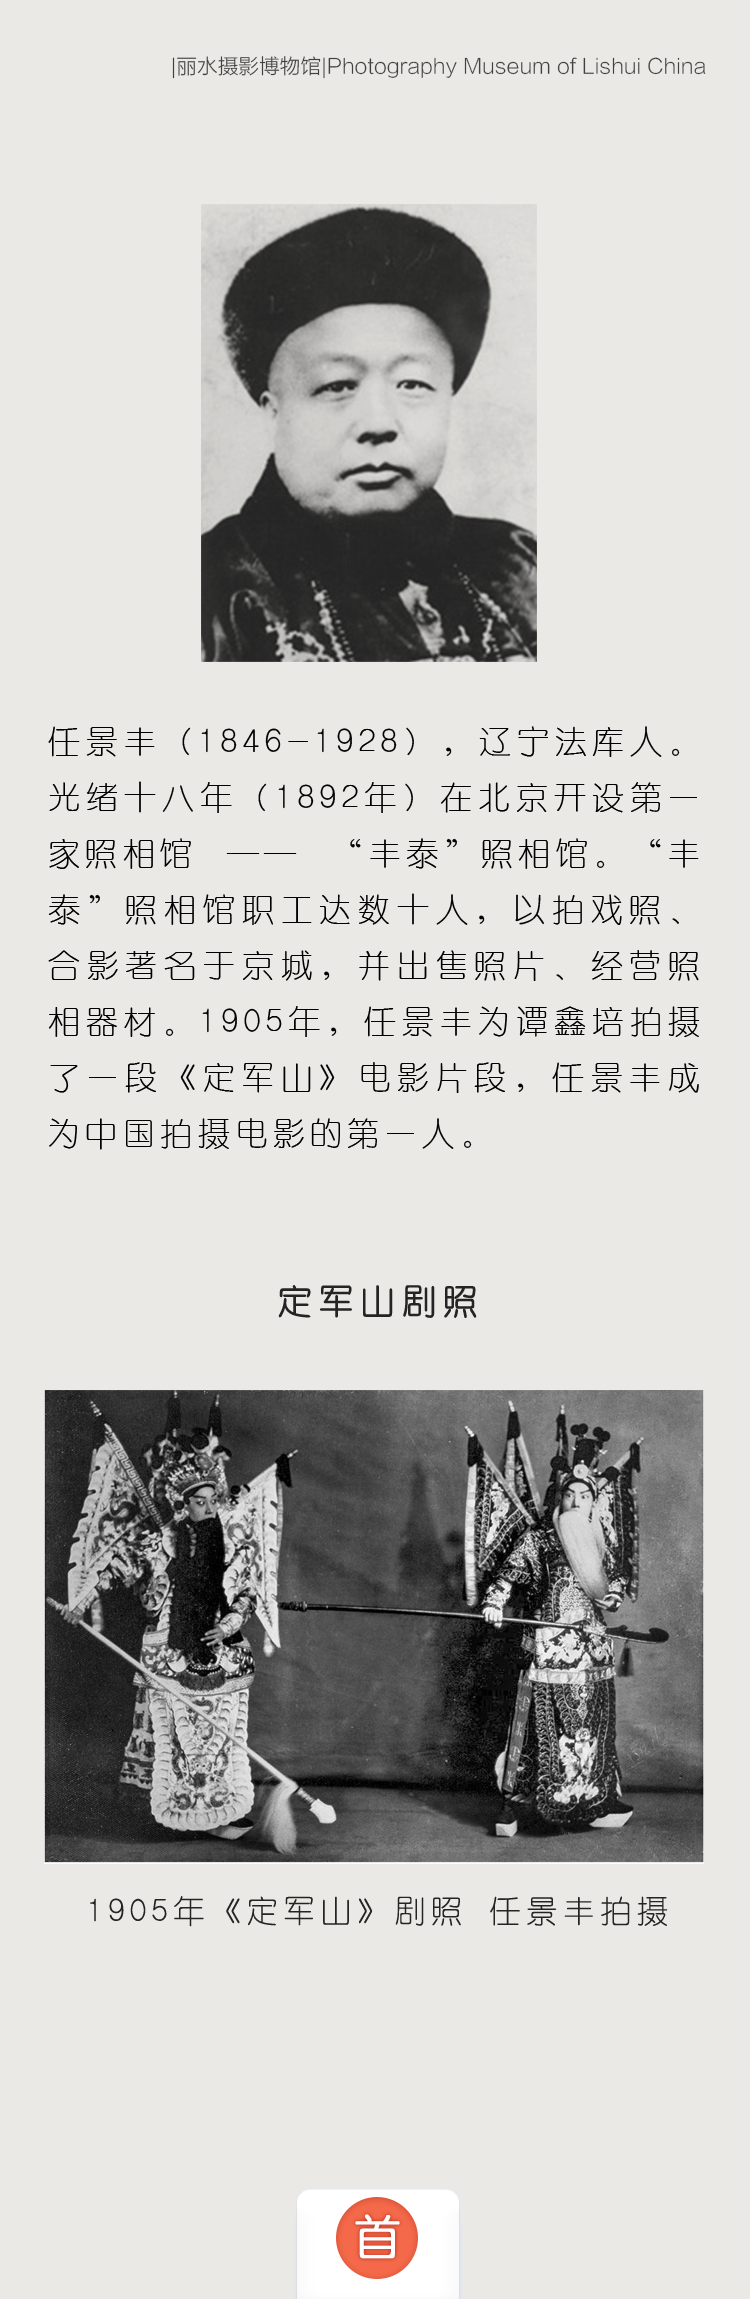 |丽水摄影博物馆|Photography Museum of Lishui China
任景丰（1846-1928），辽宁法库人。
光绪十八年（1892年）在北京开设第一
家照相馆 —— “丰泰”照相馆。“丰
泰”照相馆职工达数十人，以拍戏照、
合影著名于京城，并出售照片、经营照
相器材。1905年，任景丰为谭鑫培拍摄
了一段《定军山》电影片段，任景丰成
为中国拍摄电影的第一人。
定军山剧照
1905年《定军山》剧照 任景丰拍摄
首